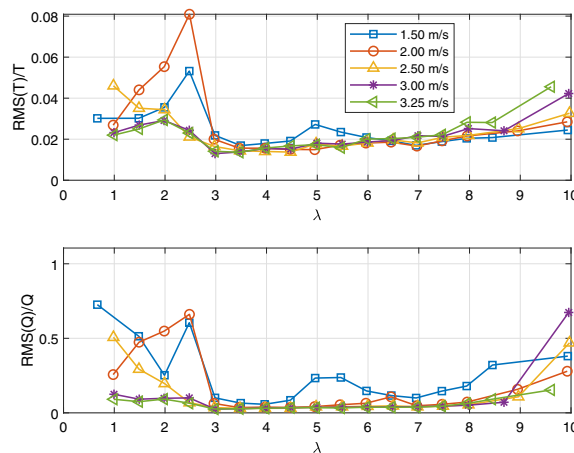 0.08
0.06
0.04
0.02
0
RMS(T)/T
1.50 m/s
2.00 m/s
2.50 m/s
3.00 m/s
3.25 m/s
0 1 2 3 4 5 6 7 8 9 10
λ
1
0.5
0
RMS(Q)/Q
0 1 2 3 4 5 6 7 8 9 10
λ